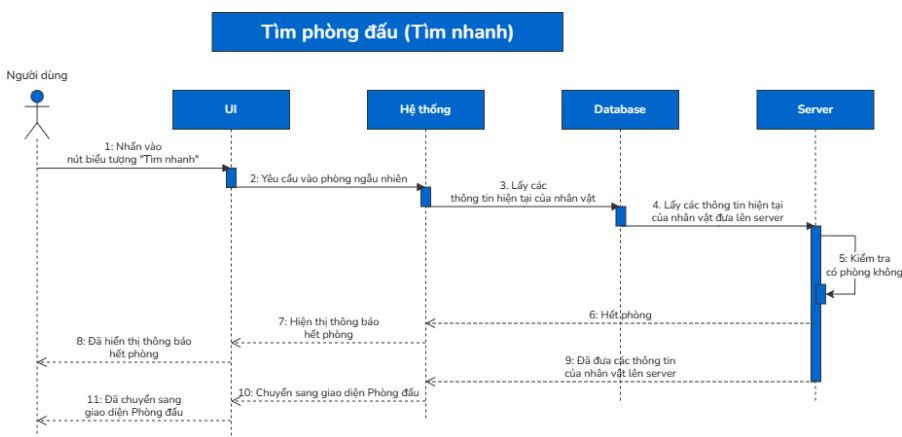 Tìm phòng đấu (Tìm nhanh)
Người dùng
UI
Hệ thống
Database
Server
1: Nhấn vào
nút biểu tượng "Tìm nhanh"
2: Yêu cầu vào phòng ngẫu nhiên
3. Lấy các
thông tin hiện tại của nhân vật
4. Lấy các thông tin hiện tại
của nhân vật đưa lên server
5: Kiểm tra
có phòng không
6: Hết phòng
7: Hiện thị thông báo
hết phòng
8: Đã hiển thị thông báo
hết phòng
9: Đã đưa các thông tin
của nhân vật lên server
10: Chuyển sang giao diện Phòng đấu
11: Đã chuyển sang
giao diện Phòng đấu